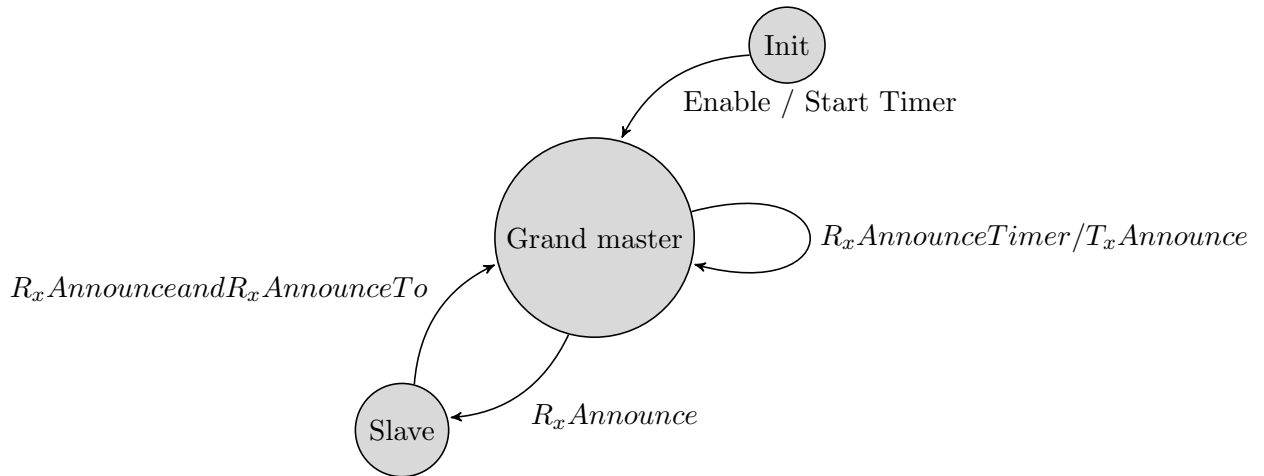 Init
Enable / Start Timer
Grand master
RₓAnnounceTimer/TₓAnnounce
RₓAnnounceandRₓAnnounceTo
RₓAnnounce
Slave